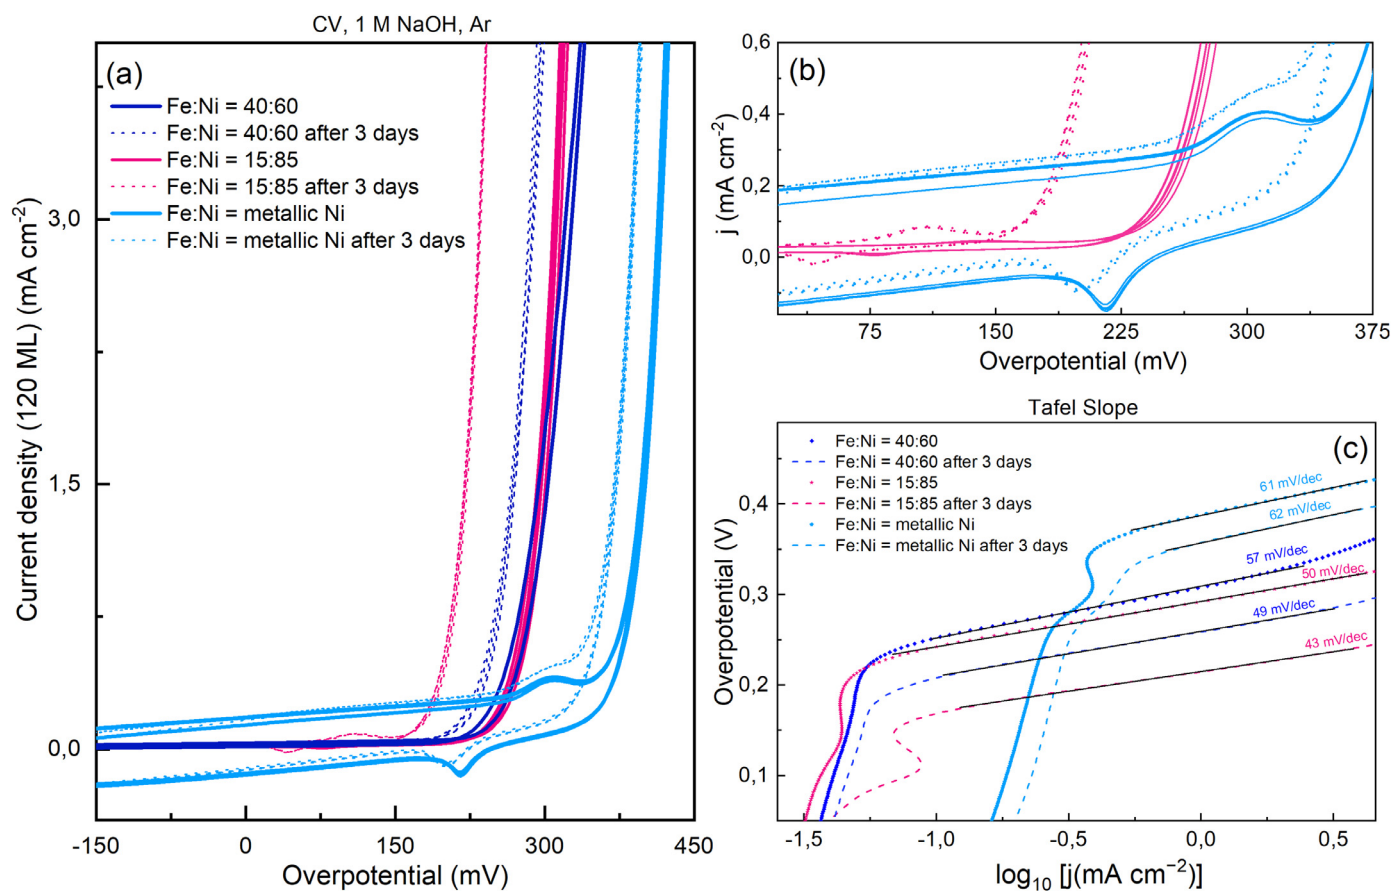 CV, 1 M NaOH, Ar
(a)
Fe:Ni = 40:60
Fe:Ni = 40:60 after 3 days
Fe:Ni = 15:85
Fe:Ni = 15:85 after 3 days
Fe:Ni = metallic Ni
Fe:Ni = metallic Ni after 3 days
Current density (120 ML) (mA cm⁻²)
3,0
1,5
0,0
-150 0 150 300 450
Overpotential (mV)
(b)
j (mA cm⁻²)
0,6
0,4
0,2
0,0
75 150 225 300 375
Overpotential (mV)
Tafel Slope
(c)
Fe:Ni = 40:60
Fe:Ni = 40:60 after 3 days
Fe:Ni = 15:85
Fe:Ni = 15:85 after 3 days
Fe:Ni = metallic Ni
Fe:Ni = metallic Ni after 3 days
61 mV/dec
62 mV/dec
57 mV/dec
50 mV/dec
49 mV/dec
43 mV/dec
Overpotential (V)
0,4
0,3
0,2
0,1
-1,5 -1,0 -0,5 0,0 0,5
log₁₀ [j(mA cm⁻²)]